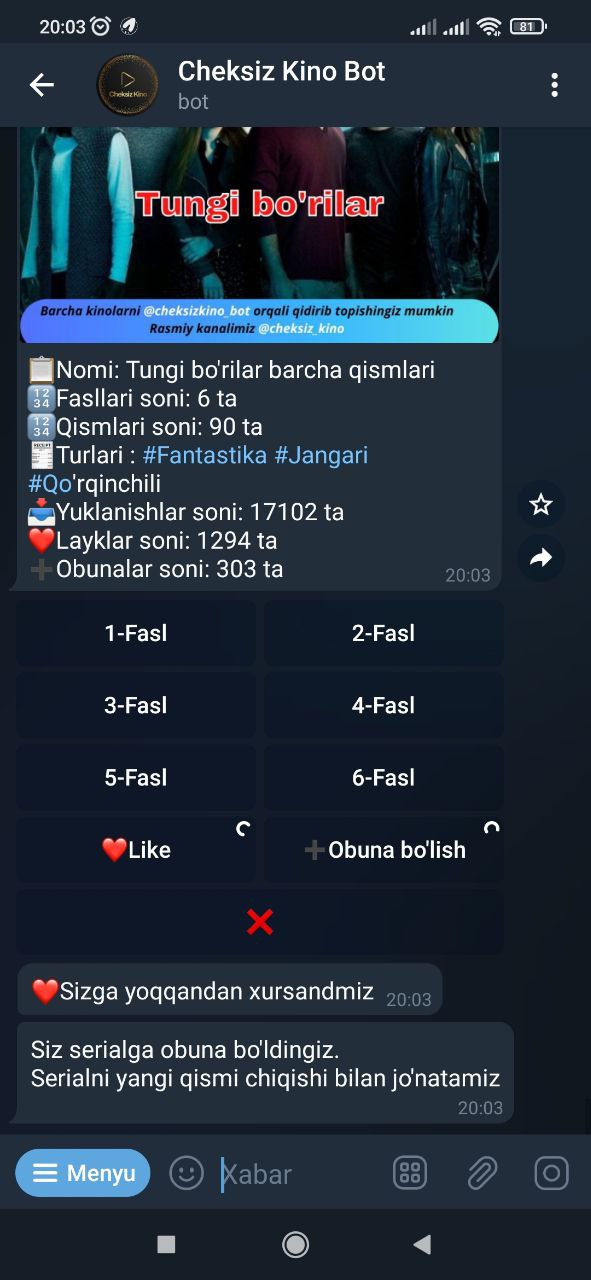 20:03
81
Cheksiz Kino Bot
bot
Cheksiz Kino
Tungi bo'rilar
Barcha kinolarni @cheksizkino_bot orqali qidirib topishingiz mumkin
Rasmiy kanalimiz @cheksiz_kino
📋Nomi: Tungi bo'rilar barcha qismlari
🔢Fasllari soni: 6 ta
🔢Qismlari soni: 90 ta
🧾Turlari : #Fantastika #Jangari
#Qo'rqinchili
📥Yuklanishlar soni: 17102 ta
❤️Layklar soni: 1294 ta
➕Obunalar soni: 303 ta
20:03
1-Fasl
2-Fasl
3-Fasl
4-Fasl
5-Fasl
6-Fasl
❤️Like
➕Obuna bo'lish
❌
❤️Sizga yoqqandan xursandmiz 20:03
Siz serialga obuna bo'ldingiz.
Serialni yangi qismi chiqishi bilan jo'natamiz
20:03
Menyu
Xabar